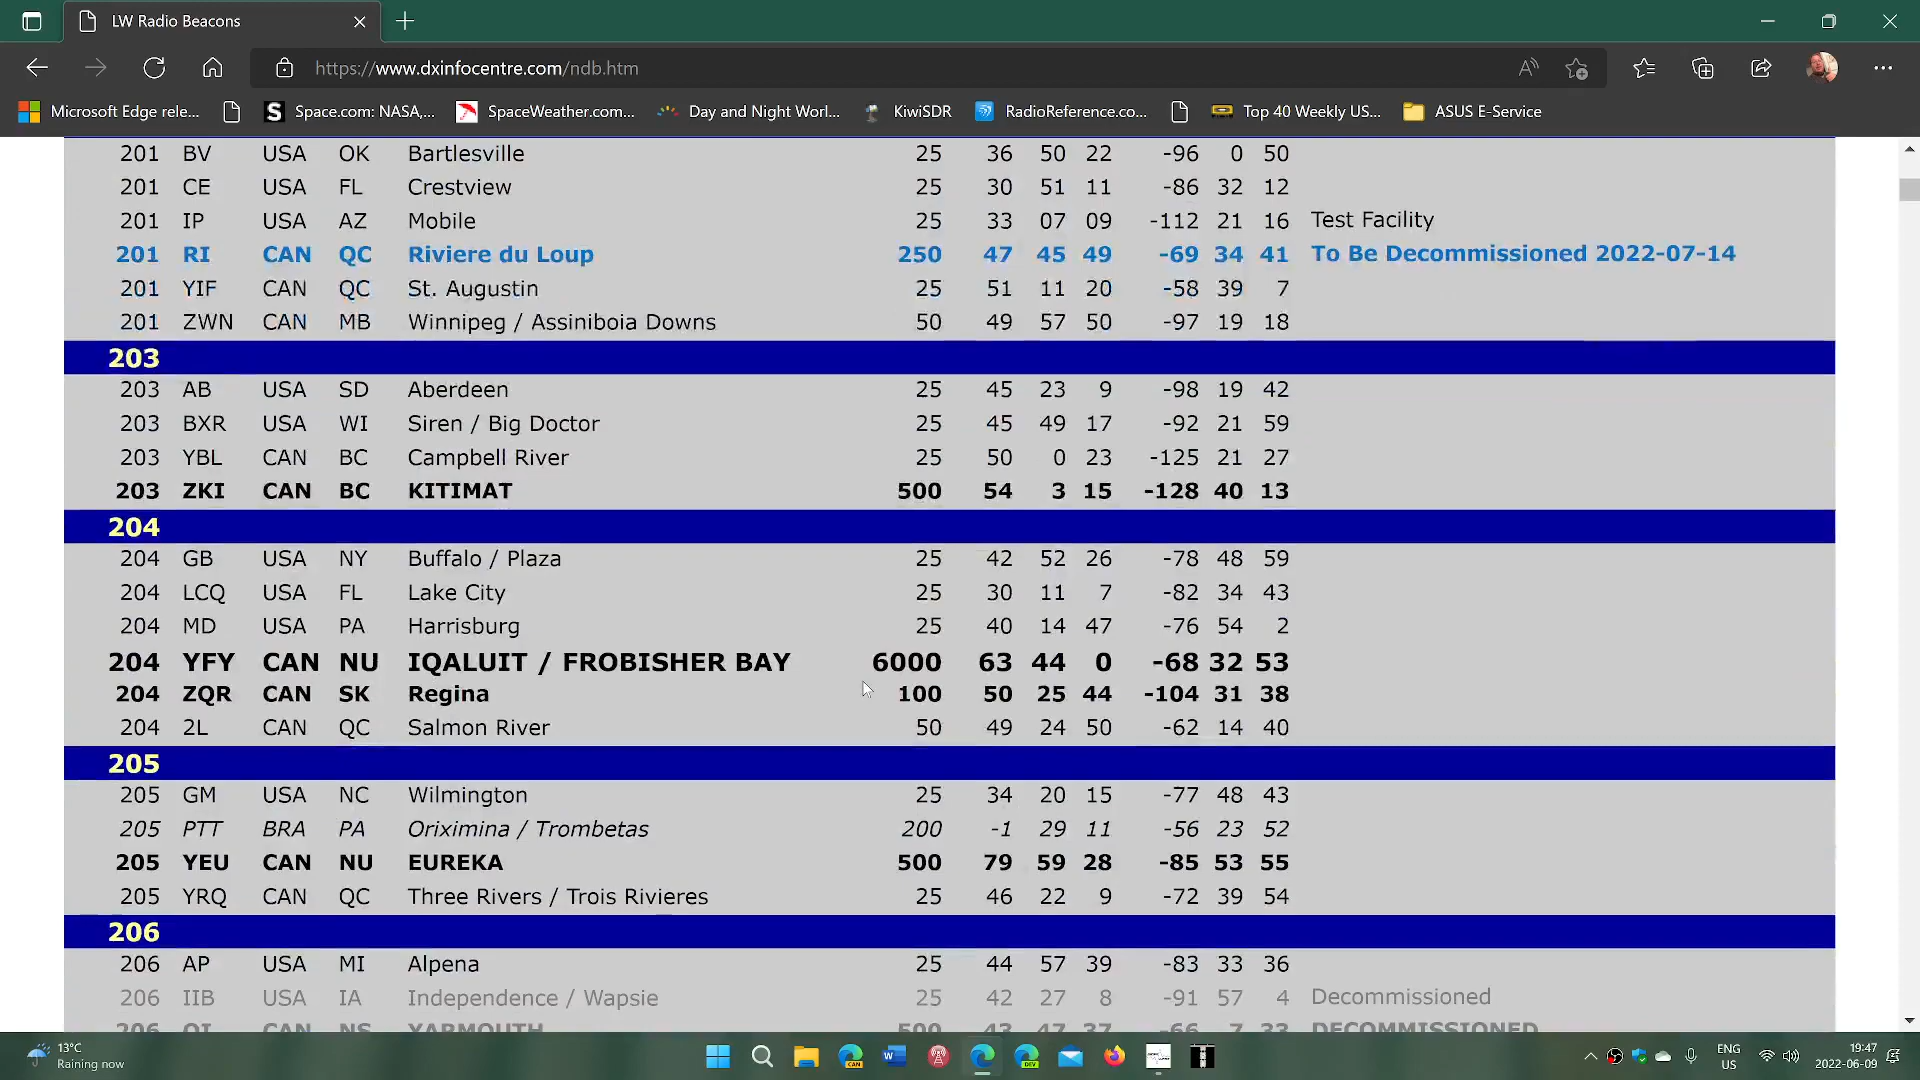 LW Radio Beacons
https://www.dxinfocentre.com/ndb.htm
Microsoft Edge rele... Space.com: NASA,... SpaceWeather.com... Day and Night Worl... KiwiSDR RadioReference.co... Top 40 Weekly US... ASUS E-Service
201 BV USA OK Bartlesville 25 36 50 22 -96 0 50
201 CE USA FL Crestview 25 30 51 11 -86 32 12
201 IP USA AZ Mobile 25 33 07 09 -112 21 16 Test Facility
201 RI CAN QC Riviere du Loup 250 47 45 49 -69 34 41 To Be Decommissioned 2022-07-14
201 YIF CAN QC St. Augustin 25 51 11 20 -58 39 7
201 ZWN CAN MB Winnipeg / Assiniboia Downs 50 49 57 50 -97 19 18
203
203 AB USA SD Aberdeen 25 45 23 9 -98 19 42
203 BXR USA WI Siren / Big Doctor 25 45 49 17 -92 21 59
203 YBL CAN BC Campbell River 25 50 0 23 -125 21 27
203 ZKI CAN BC KITIMAT 500 54 3 15 -128 40 13
204
204 GB USA NY Buffalo / Plaza 25 42 52 26 -78 48 59
204 LCQ USA FL Lake City 25 30 11 7 -82 34 43
204 MD USA PA Harrisburg 25 40 14 47 -76 54 2
204 YFY CAN NU IQALUIT / FROBISHER BAY 6000 63 44 0 -68 32 53
204 ZQR CAN SK Regina 100 50 25 44 -104 31 38
204 2L CAN QC Salmon River 50 49 24 50 -62 14 40
205
205 GM USA NC Wilmington 25 34 20 15 -77 48 43
205 PTT BRA PA Oriximina / Trombetas 200 -1 29 11 -56 23 52
205 YEU CAN NU EUREKA 500 79 59 28 -85 53 55
205 YRQ CAN QC Three Rivers / Trois Rivieres 25 46 22 9 -72 39 54
206
206 AP USA MI Alpena 25 44 57 39 -83 33 36
206 IIB USA IA Independence / Wapsie 25 42 27 8 -91 57 4 Decommissioned
206 QI CAN NS YARMOUTH 500 43 47 37 -66 7 33 DECOMMISSIONED
13°C
Raining now
ENG
US
19:47
2022-06-09